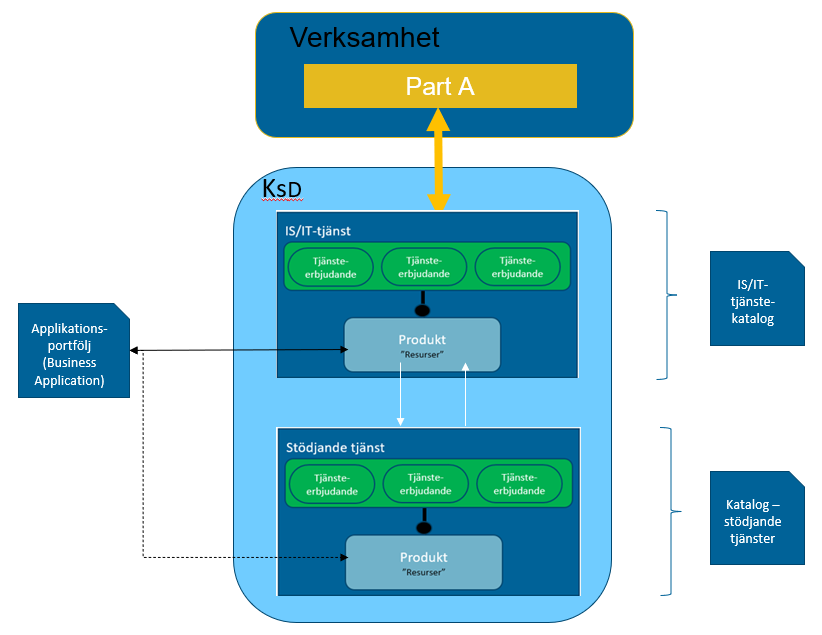 Verksamhet
Part A
KsD
IS/IT-tjänst
Tjänste-
erbjudande
Tjänste-
erbjudande
Tjänste-
erbjudande
Produkt
"Resurser"
Applikations-
portfölj
(Business
Application)
IS/IT-
tjänste-
katalog
Stödjande tjänst
Tjänste-
erbjudande
Tjänste-
erbjudande
Tjänste-
erbjudande
Produkt
"Resurser"
Katalog –
stödjande
tjänster